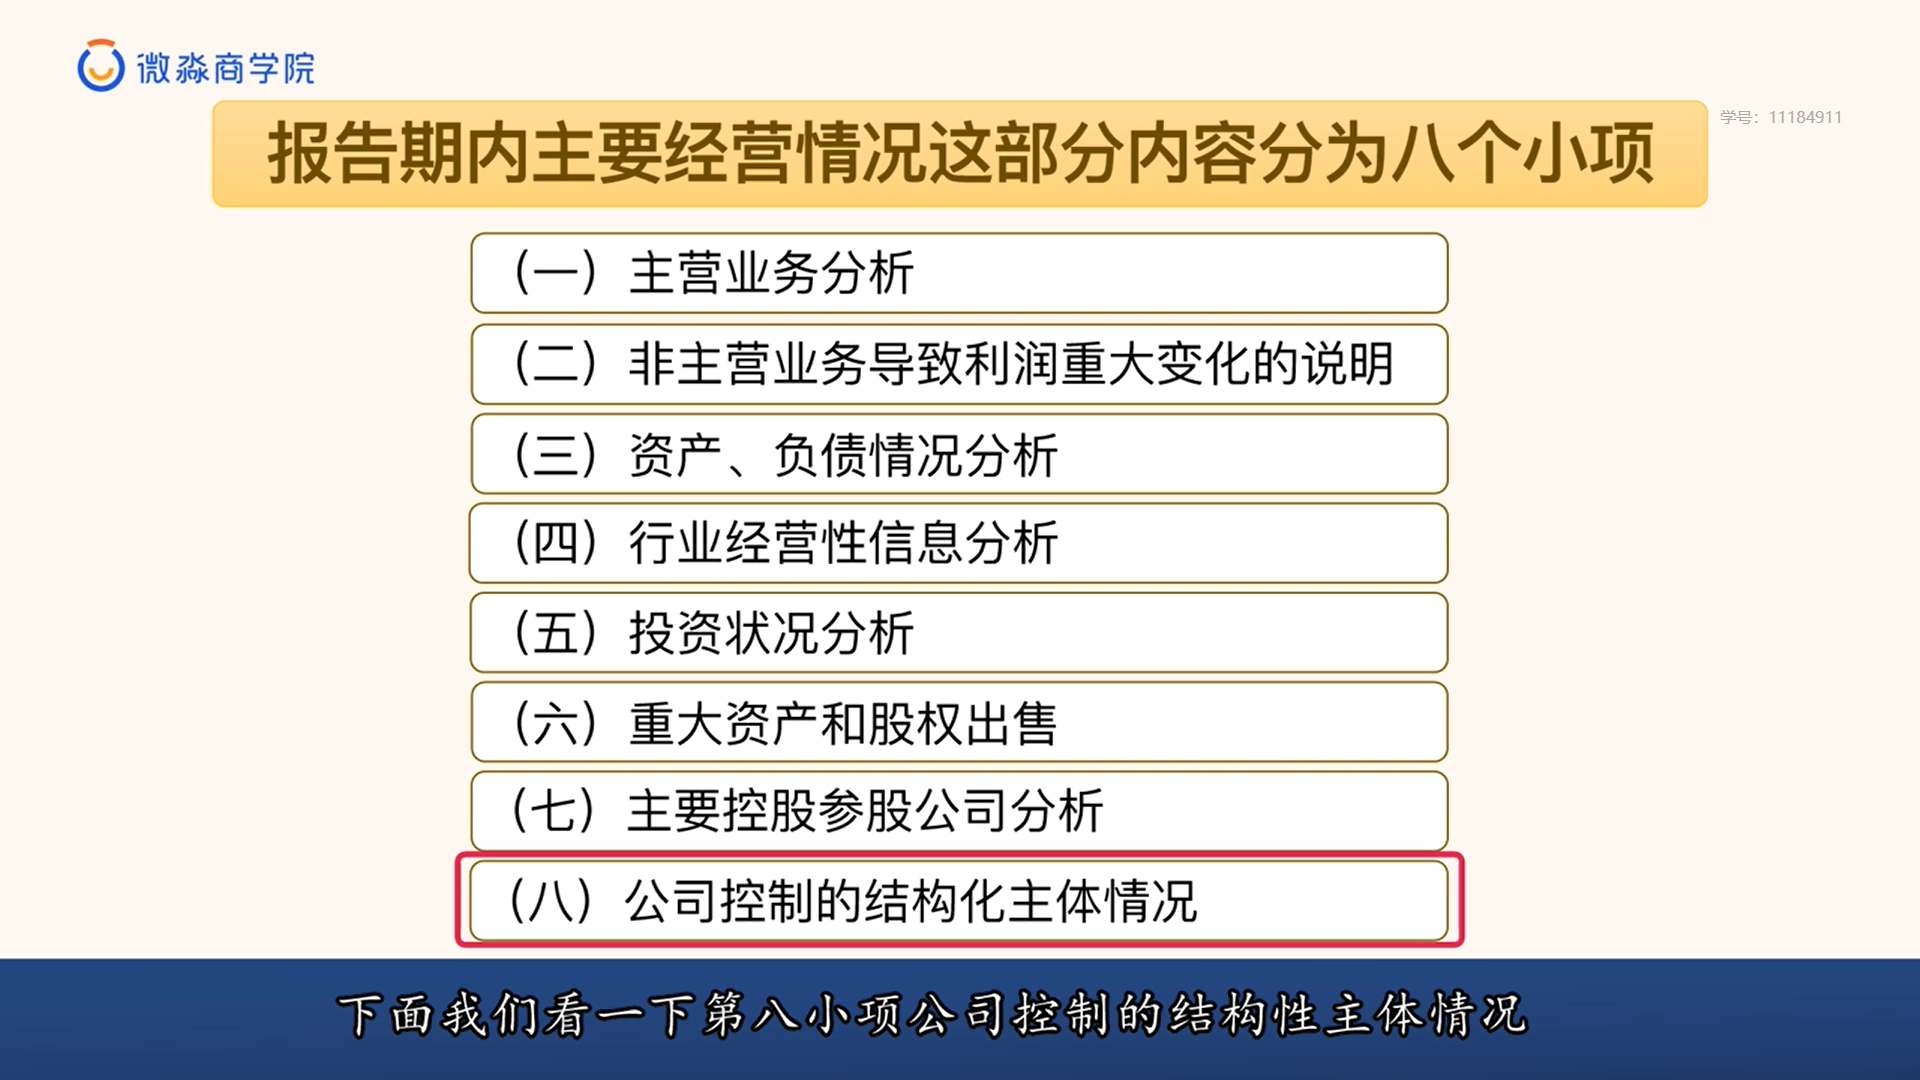 微淼商学院
学号：11184911
报告期内主要经营情况这部分内容分为八个小项
（一）主营业务分析
（二）非主营业务导致利润重大变化的说明
（三）资产、负债情况分析
（四）行业经营性信息分析
（五）投资状况分析
（六）重大资产和股权出售
（七）主要控股参股公司分析
（八）公司控制的结构化主体情况
下面我们看一下第八小项公司控制的结构性主体情况